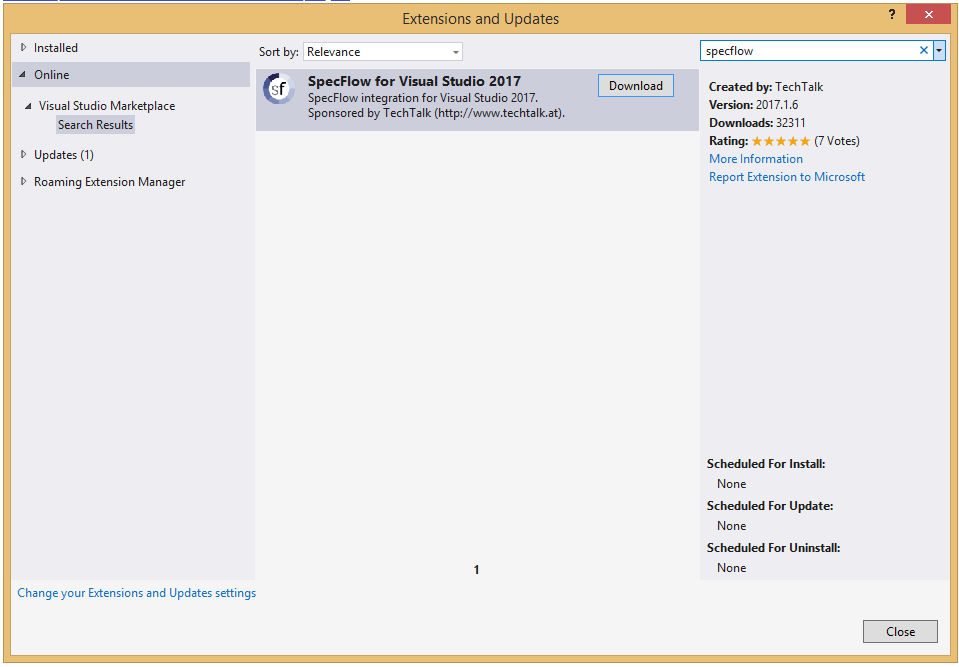 Extensions and Updates
?
Installed
Online
Visual Studio Marketplace
Search Results
Updates (1)
Roaming Extension Manager
Sort by: Relevance
sf
SpecFlow for Visual Studio 2017
SpecFlow integration for Visual Studio 2017.
Sponsored by TechTalk (http://www.techtalk.at).
Download
1
specflow
Created by: TechTalk
Version: 2017.1.6
Downloads: 32311
Rating: ★★★★★ (7 Votes)
More Information
Report Extension to Microsoft
Scheduled For Install:
None
Scheduled For Update:
None
Scheduled For Uninstall:
None
Change your Extensions and Updates settings
Close